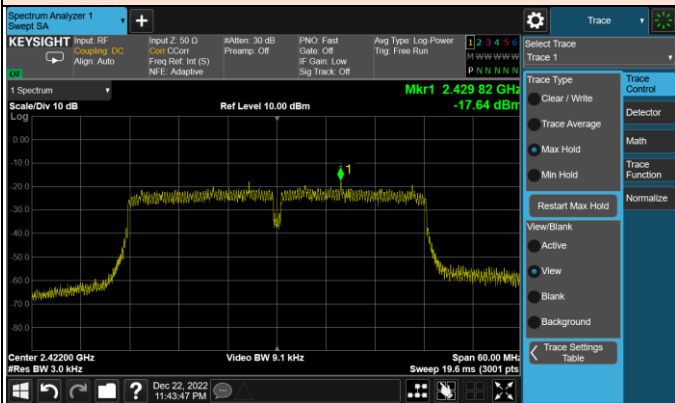 Spectrum Analyzer 1
Swept SA
+
Trace
KEYSIGHT
Input: RF
Coupling: DC
Align: Auto
Input Z: 50 Ω
Corr CCorr
Freq Ref: Int (S)
NFE: Adaptive
#Atten: 30 dB
Preamp: Off
PNO: Fast
Gate: Off
IF Gain: Low
Sig Track: Off
Avg Type: Log-Power
Trig: Free Run
1 2 3 4 5 6
M W W W W W
P N N N N N
LXI
Select Trace
Trace 1
1 Spectrum
Scale/Div 10 dB
Log
Ref Level 10.00 dBm
Mkr1 2.429 82 GHz
-17.64 dBm
1
0.00
-10.0
-20.0
-30.0
-40.0
-50.0
-60.0
-70.0
-80.0
Center 2.42200 GHz
#Res BW 3.0 kHz
Video BW 9.1 kHz
Span 60.00 MHz
Sweep 19.6 ms (3001 pts
Trace Type
Clear / Write
Trace Average
Max Hold
Min Hold
Restart Max Hold
View/Blank
Active
View
Blank
Background
Trace Settings
Table
Trace
Control
Detector
Math
Trace
Function
Normalize
?
Dec 22, 2022
11:43:47 PM